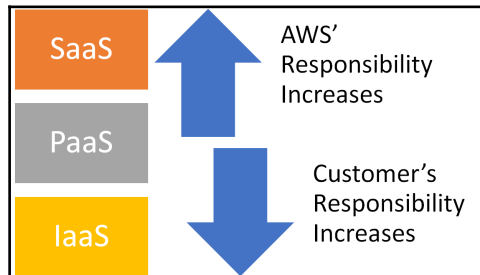 SaaS
AWS’
Responsibility
Increases
PaaS
Customer’s
Responsibility
Increases
IaaS